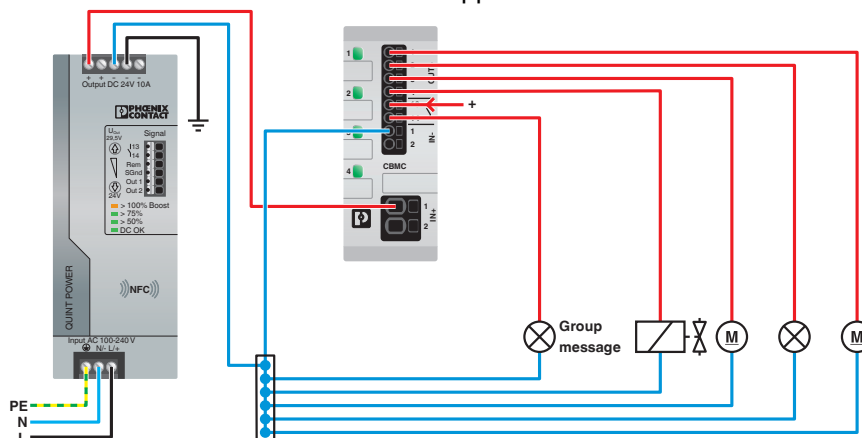 Output DC 24V 10A
PHŒNIX
CONTACT
Signal
29,5V
13
14
Rem
SGnd
Out 1
24V
Out 2
> 100% Boost
> 75%
> 50%
DC OK
NFC
QUINT POWER
Input AC 100-240 V
N/- L/+
PE
N
L
1
2
3
4
OUT
+
1
2
IN-
CBMC
1
2
IN+
Group
message
M
M